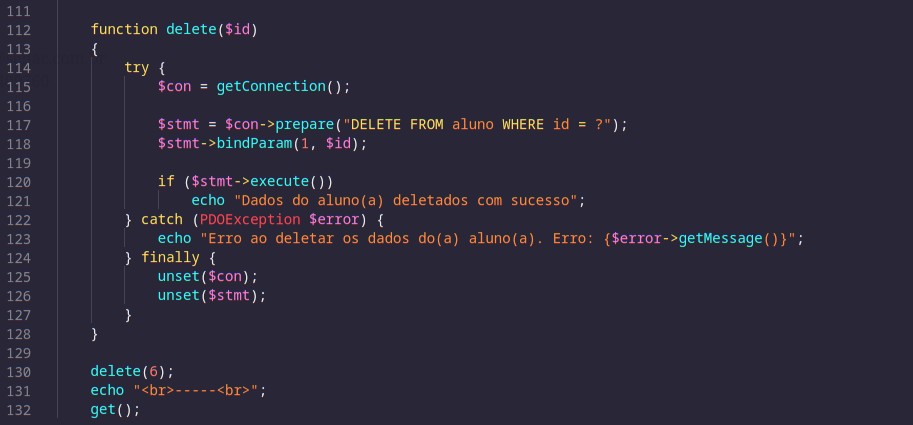 111
112 function delete($id)
113 {
114 try {
115 $con = getConnection();
116
117 $stmt = $con->prepare("DELETE FROM aluno WHERE id = ?");
118 $stmt->bindParam(1, $id);
119
120 if ($stmt->execute())
121 echo "Dados do aluno(a) deletados com sucesso";
122 } catch (PDOException $error) {
123 echo "Erro ao deletar os dados do(a) aluno(a). Erro: {$error->getMessage()}";
124 } finally {
125 unset($con);
126 unset($stmt);
127 }
128 }
129
130 delete(6);
131 echo "<br>-----<br>";
132 get();